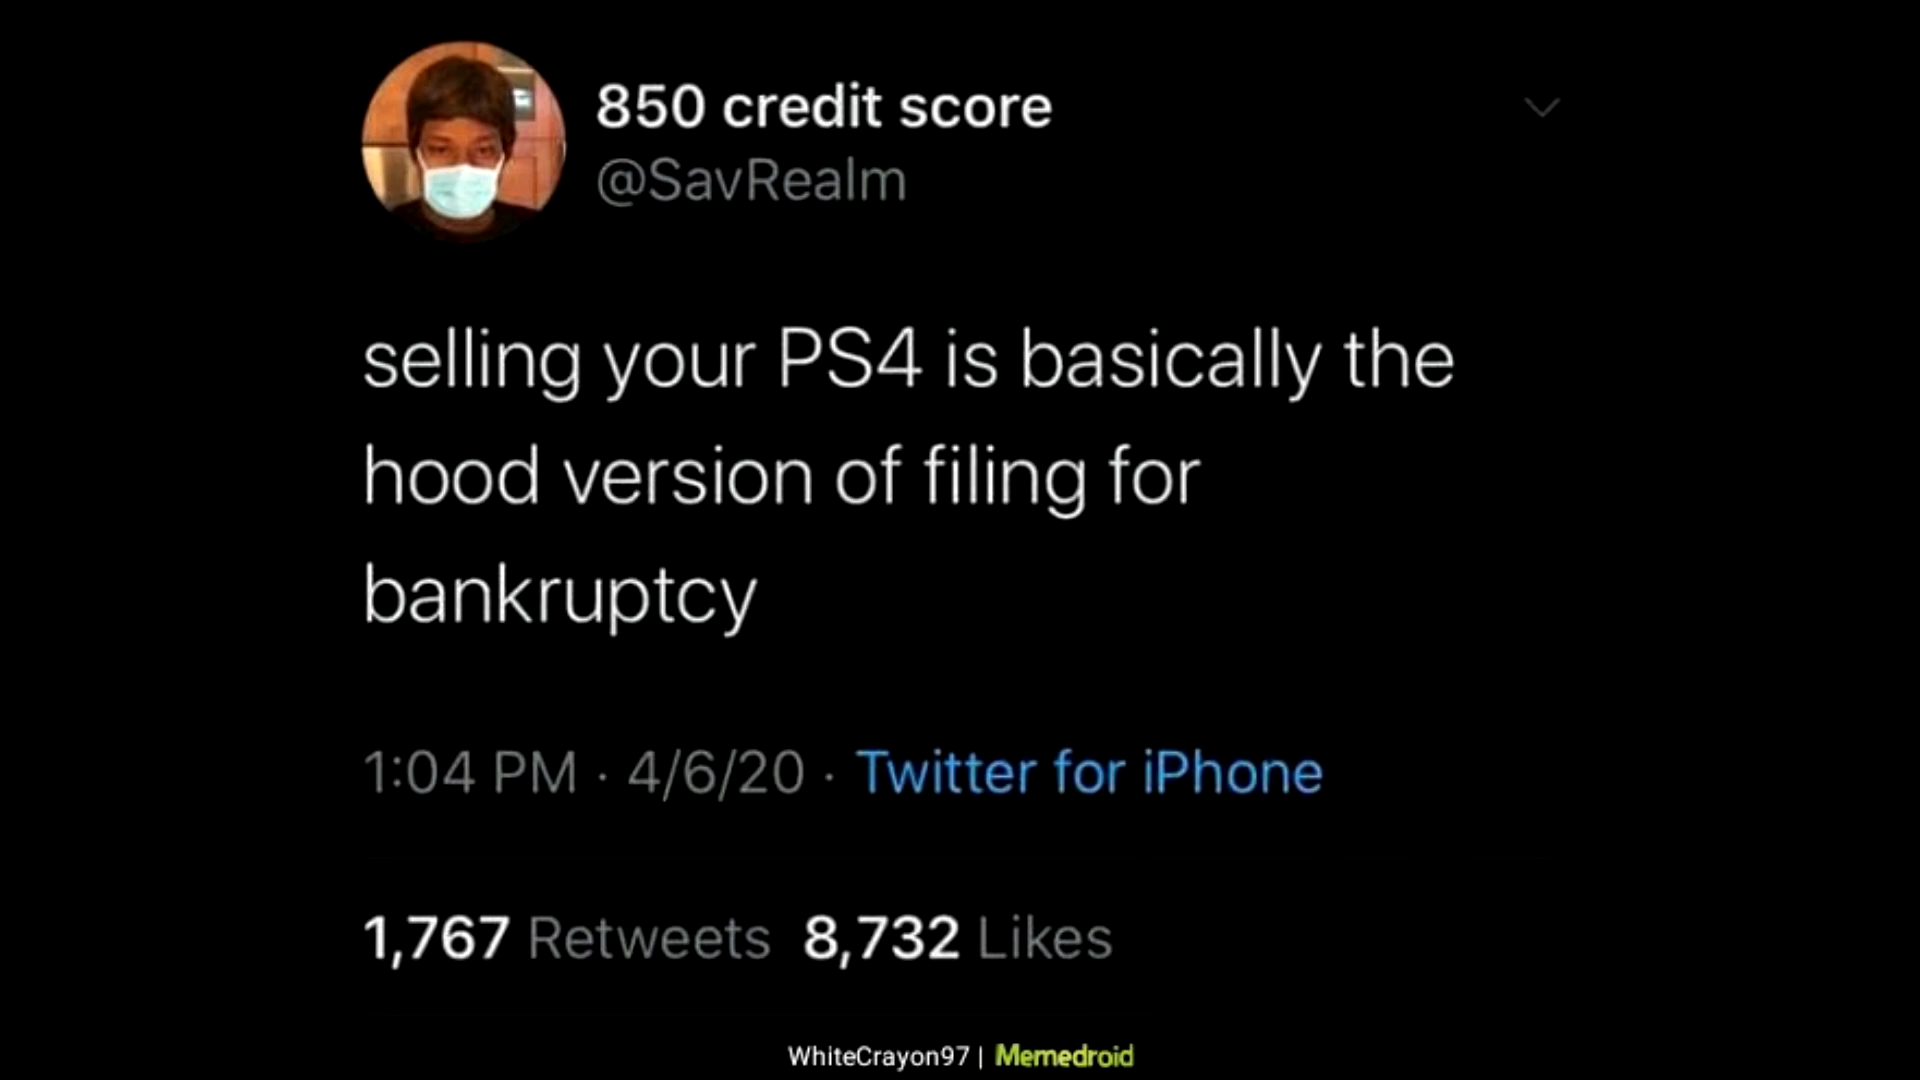 850 credit score
@SavRealm
selling your PS4 is basically the
hood version of filing for
bankruptcy
1:04 PM · 4/6/20 · Twitter for iPhone
1,767 Retweets 8,732 Likes
WhiteCrayon97 | Memedroid